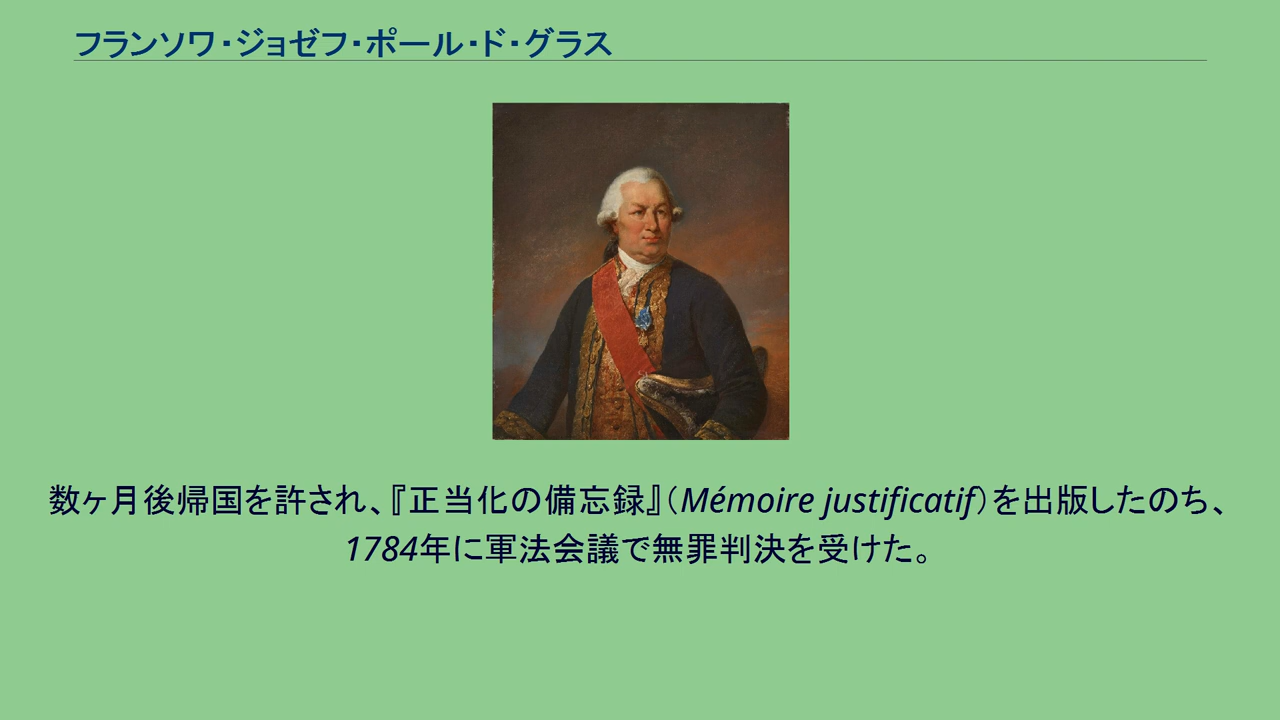 フランソワ・ジョゼフ・ポール・ド・グラス
数ヶ月後帰国を許され、『正当化の備忘録』（Mémoire justificatif）を出版したのち、
1784年に軍法会議で無罪判決を受けた。